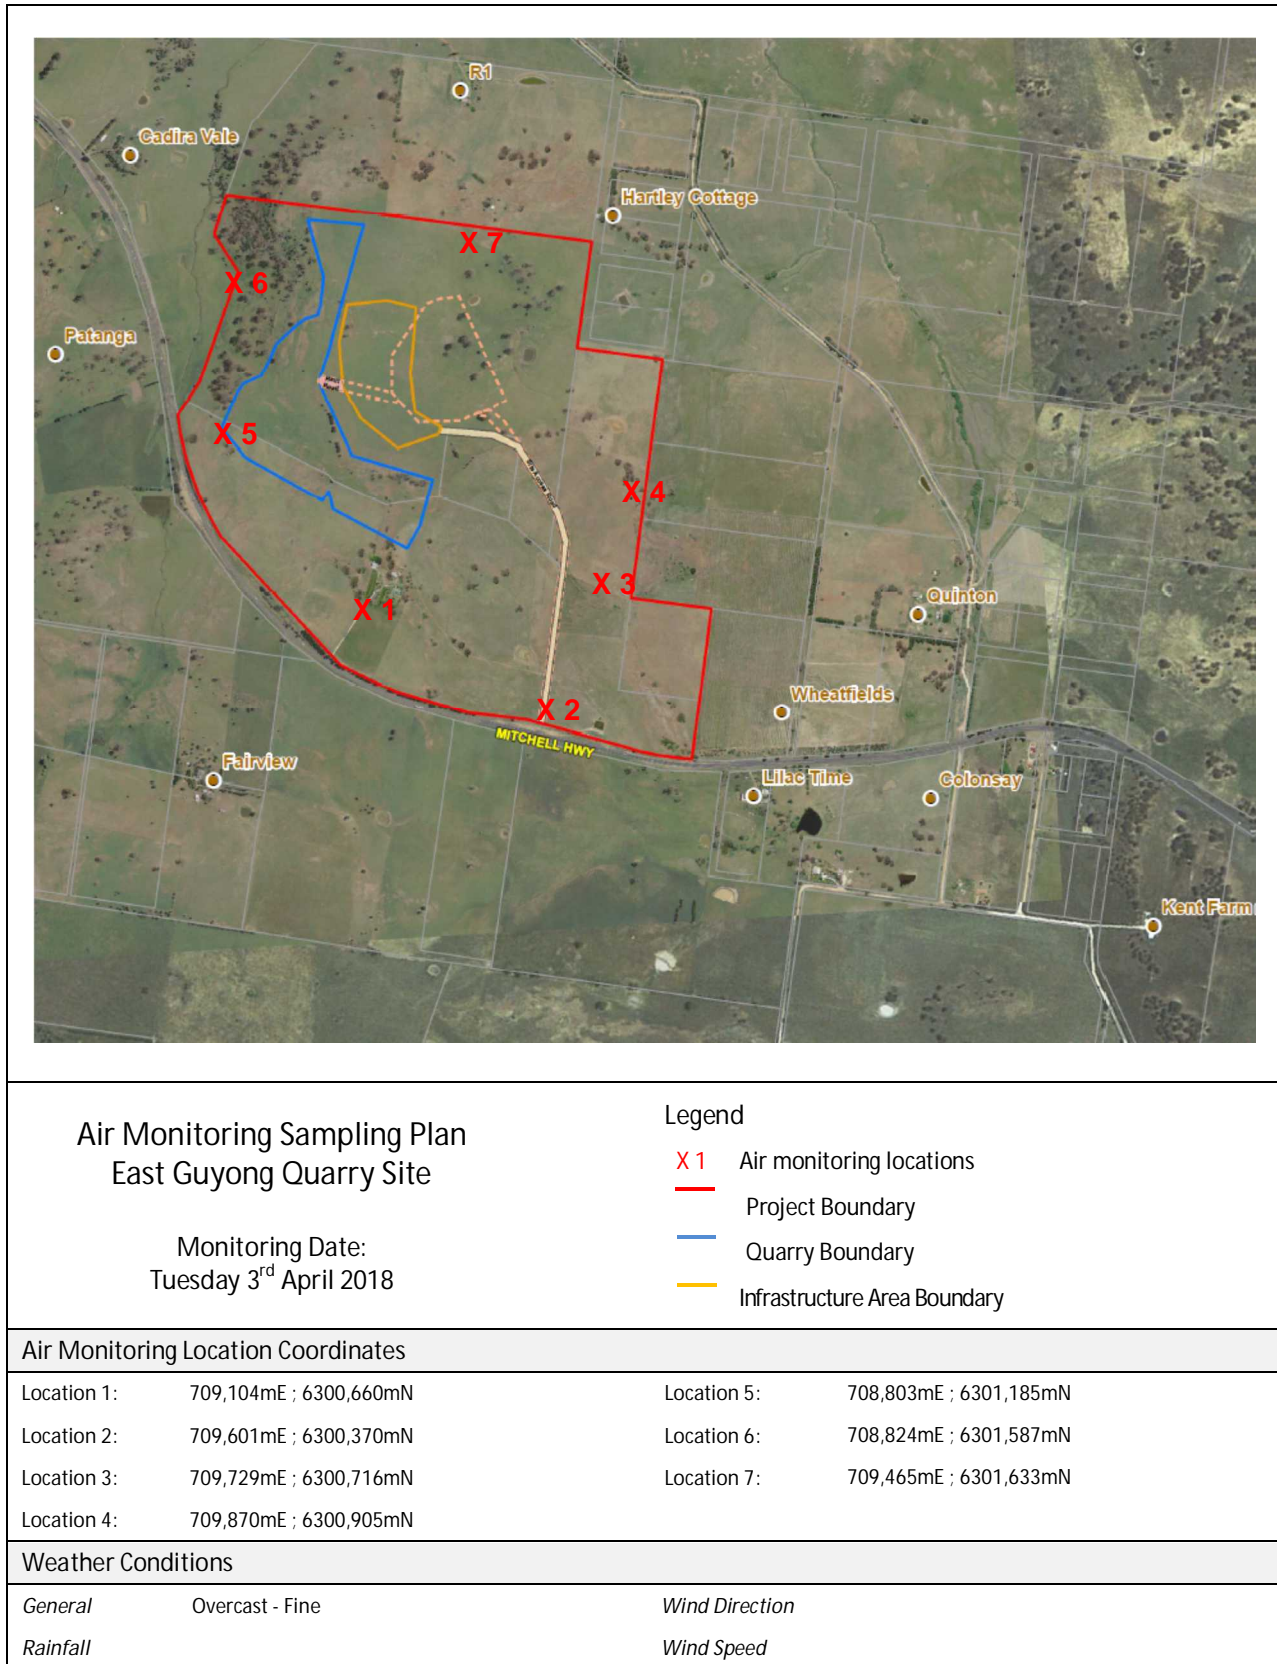 R1
Cadira Vale
Hartley Cottage
X 7
X 6
Patanga
X 5
X 4
X 3
Quinton
X 1
Wheatfields
X 2
MITCHELL HWY
Fairview
Lilac Time
Colonsay
Kent Farm
Air Monitoring Sampling Plan
East Guyong Quarry Site
Monitoring Date:
Tuesday 3rd April 2018
Legend
X 1 Air monitoring locations
Project Boundary
Quarry Boundary
Infrastructure Area Boundary
Air Monitoring Location Coordinates
Location 1: 709,104mE ; 6300,660mN
Location 5: 708,803mE ; 6301,185mN
Location 2: 709,601mE ; 6300,370mN
Location 6: 708,824mE ; 6301,587mN
Location 3: 709,729mE ; 6300,716mN
Location 7: 709,465mE ; 6301,633mN
Location 4: 709,870mE ; 6300,905mN
Weather Conditions
General Overcast - Fine
Wind Direction
Rainfall
Wind Speed